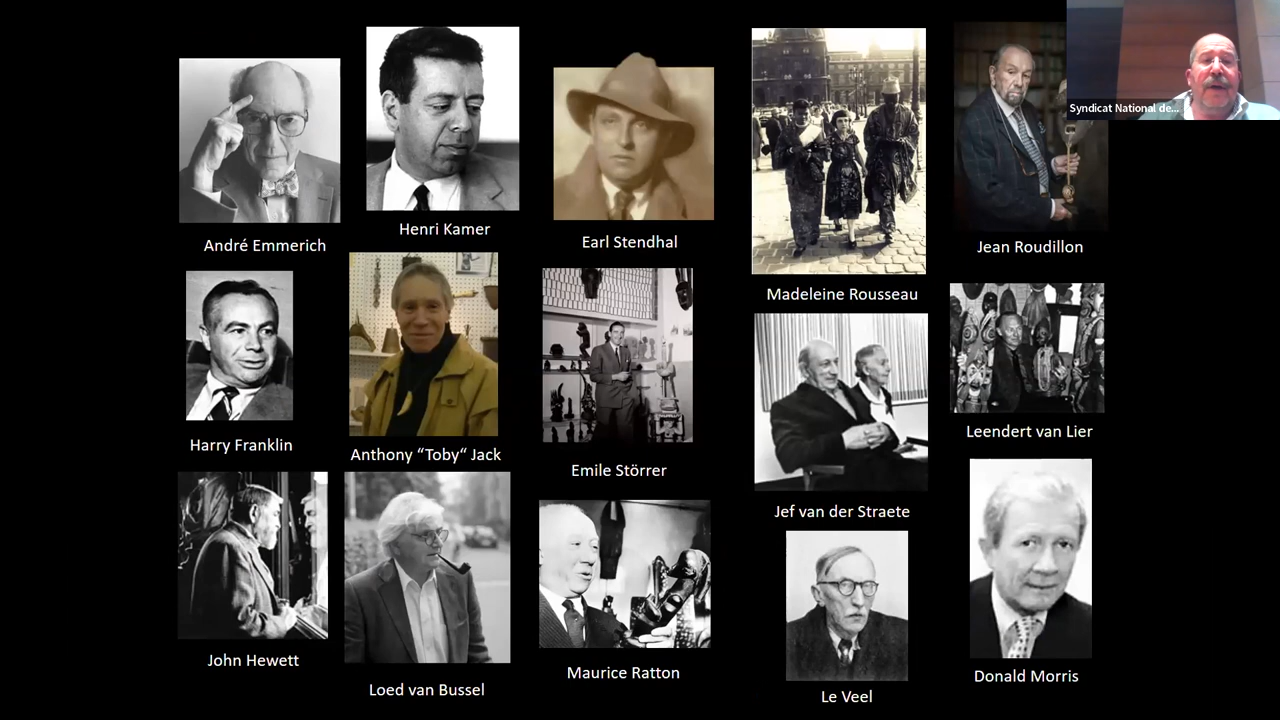 Syndicat National de...
André Emmerich
Henri Kamer
Earl Stendhal
Madeleine Rousseau
Jean Roudillon
Harry Franklin
Anthony “Toby“ Jack
Emile Störrer
Jef van der Straete
Leendert van Lier
John Hewett
Loed van Bussel
Maurice Ratton
Le Veel
Donald Morris